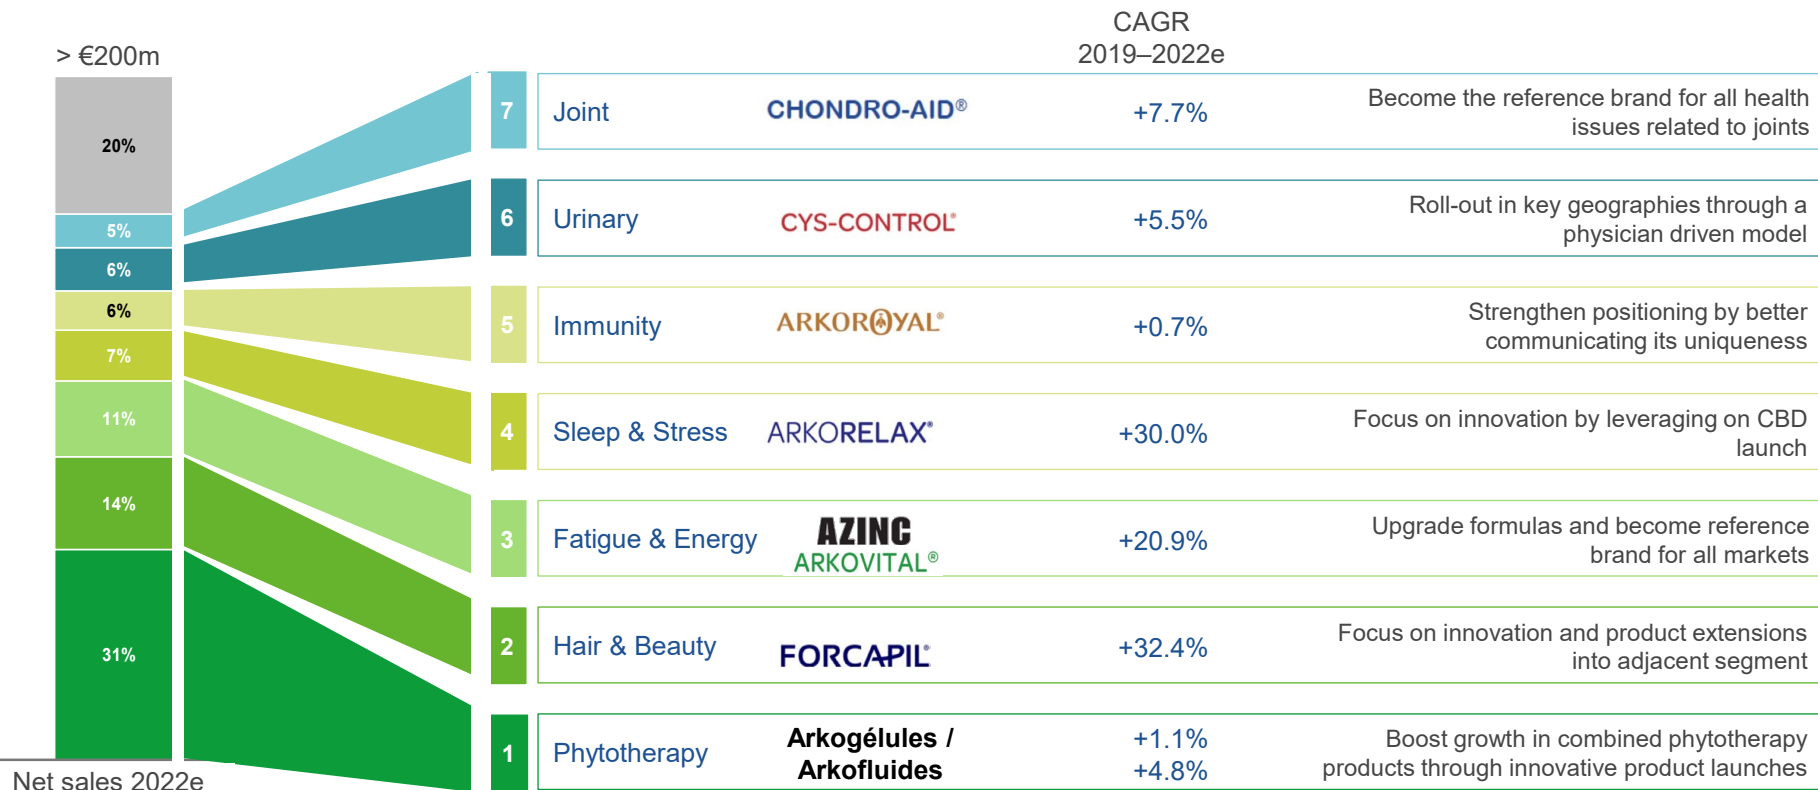 CAGR
2019–2022e
> €200m
20%
5%
6%
6%
7%
11%
14%
31%
Net sales 2022e
7
Joint
CHONDRO-AID®
+7.7%
Become the reference brand for all health
issues related to joints
6
Urinary
CYS-CONTROL®
+5.5%
Roll-out in key geographies through a
physician driven model
5
Immunity
ARKOROYAL®
+0.7%
Strengthen positioning by better
communicating its uniqueness
4
Sleep & Stress
ARKORELAX®
+30.0%
Focus on innovation by leveraging on CBD
launch
3
Fatigue & Energy
AZINC
ARKOVITAL®
+20.9%
Upgrade formulas and become reference
brand for all markets
2
Hair & Beauty
FORCAPIL®
+32.4%
Focus on innovation and product extensions
into adjacent segment
1
Phytotherapy
Arkogélules /
Arkofluides
+1.1%
+4.8%
Boost growth in combined phytotherapy
products through innovative product launches